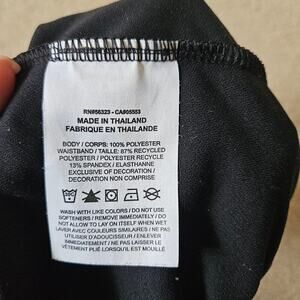 RN#56323 - CA#05553
MADE IN THAILAND
FABRIQUE EN THAILANDE
BODY / CORPS: 100% POLYESTER
WAISTBAND / TAILLE: 87% RECYCLED
POLYESTER / POLYESTER RECYCLÉ
13% SPANDEX / ELASTHANNE
EXCLUSIVE OF DECORATION /
DECORATION NON COMPRISE
WASH WITH LIKE COLORS / DO NOT USE
SOFTENERS / REMOVE IMMEDIATELY / DO
NOT ALLOW TO LAY ON ITSELF WHEN WET
LAVER AVEC COULEURS SIMILAIRES / NE PAS
UTILISER D'ADOUCISSEUR / ENLEVER
IMMÉDIATEMENT / NE PAS LAISSER LE
VÊTEMENT PLIÉ LORSQU'IL EST MOUILLÉ